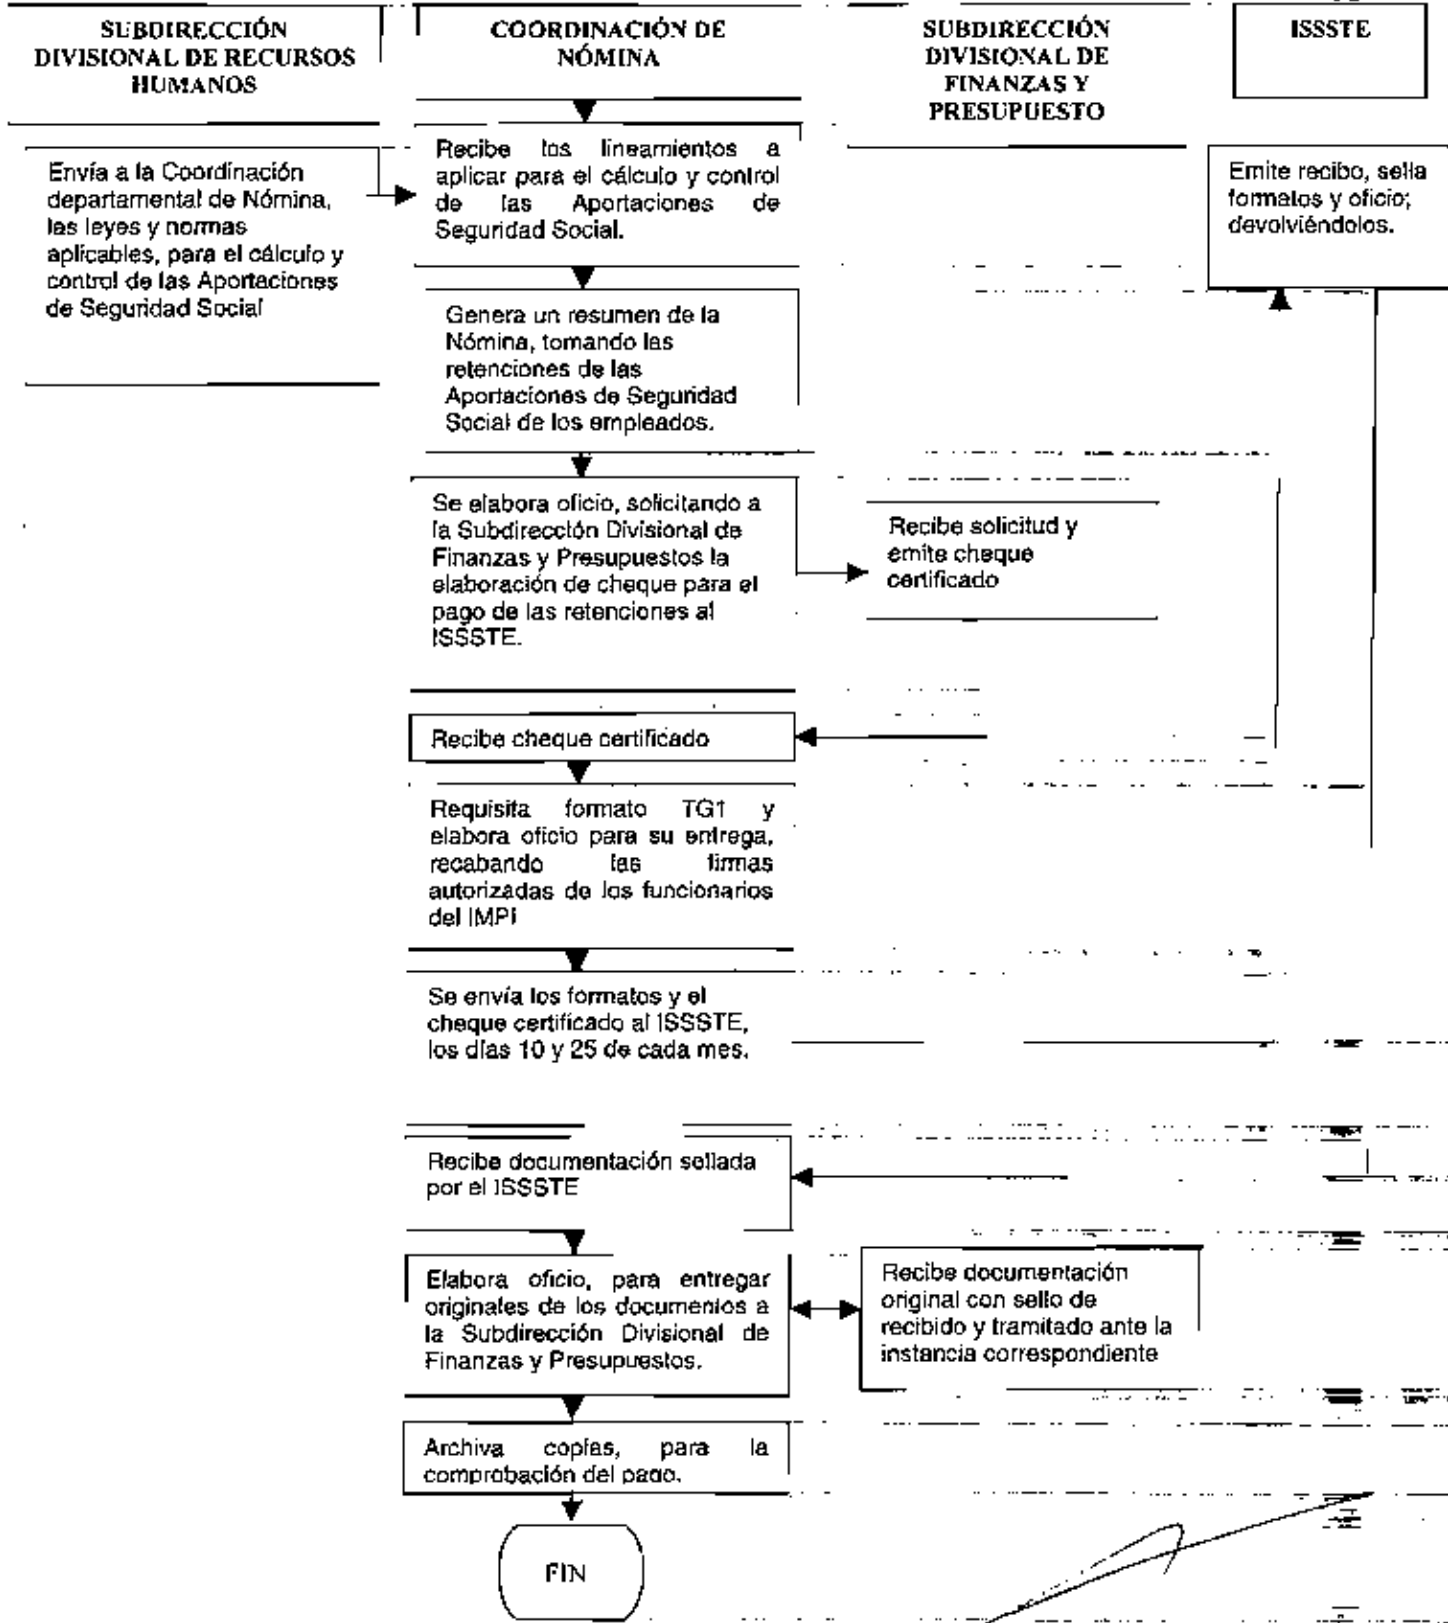 SUBDIRECCIÓN
DIVISIONAL DE RECURSOS
HUMANOS
COORDINACIÓN DE
NÓMINA
SUBDIRECCIÓN
DIVISIONAL DE
FINANZAS Y
PRESUPUESTO
ISSSTE
Envía a la Coordinación
departamental de Nómina,
las leyes y normas
aplicables, para el cálculo y
control de las Aportaciones
de Seguridad Social
Recibe los lineamientos a
aplicar para el cálculo y control
de las Aportaciones de
Seguridad Social.
Emite recibo, sella
formatos y oficio;
devolviéndolos.
Genera un resumen de la
Nómina, tomando las
retenciones de las
Aportaciones de Seguridad
Social de los empleados.
Se elabora oficio, solicitando a
la Subdirección Divisional de
Finanzas y Presupuestos la
elaboración de cheque para el
pago de las retenciones al
ISSSTE.
Recibe solicitud y
emite cheque
certificado
Recibe cheque certificado
Requisita formato TG1 y
elabora oficio para su entrega,
recabando las firmas
autorizadas de los funcionarios
del IMPI
Se envía los formatos y el
cheque certificado al ISSSTE,
los días 10 y 25 de cada mes.
Recibe documentación sellada
por el ISSSTE
Elabora oficio, para entregar
originales de los documentos a
la Subdirección Divisional de
Finanzas y Presupuestos.
Recibe documentación
original con sello de
recibido y tramitado ante la
instancia correspondiente
Archiva copias, para la
comprobación del pago.
FIN